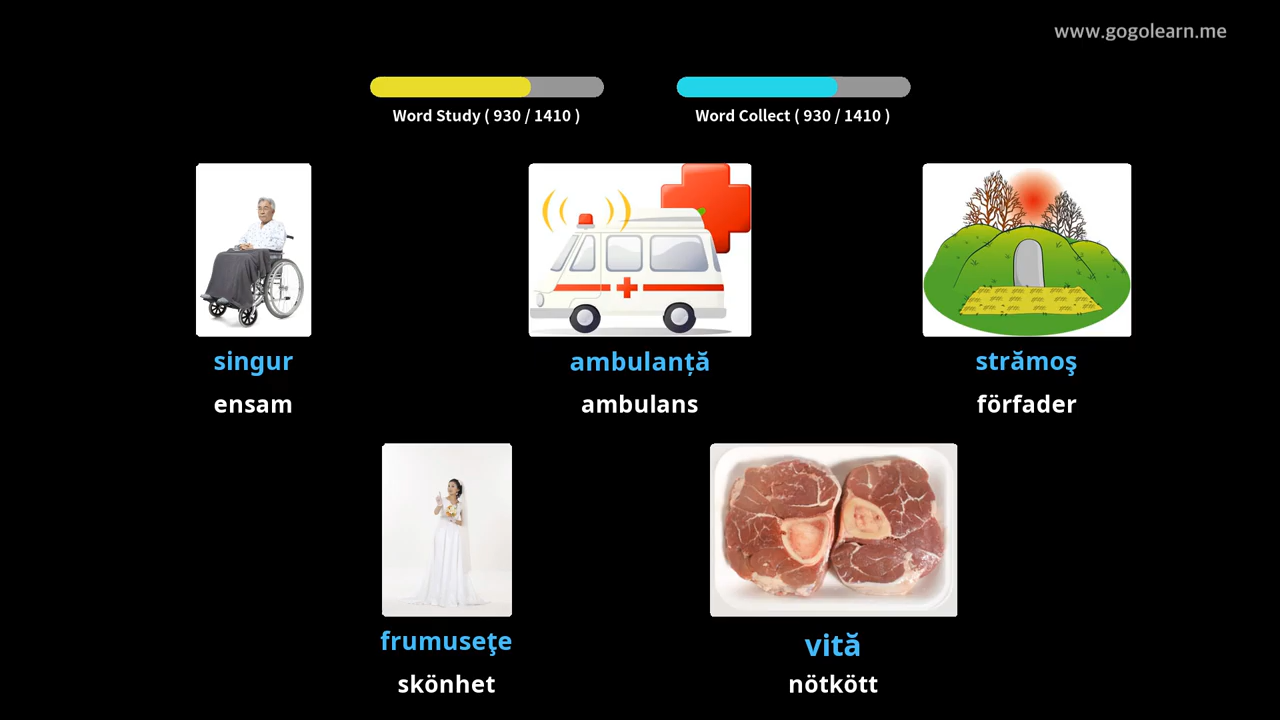 www.gogolearn.me
Word Study ( 930 / 1410 )
Word Collect ( 930 / 1410 )
singur
ambulanță
strămoş
ensam
ambulans
förfader
frumuseţe
vită
skönhet
nötkött